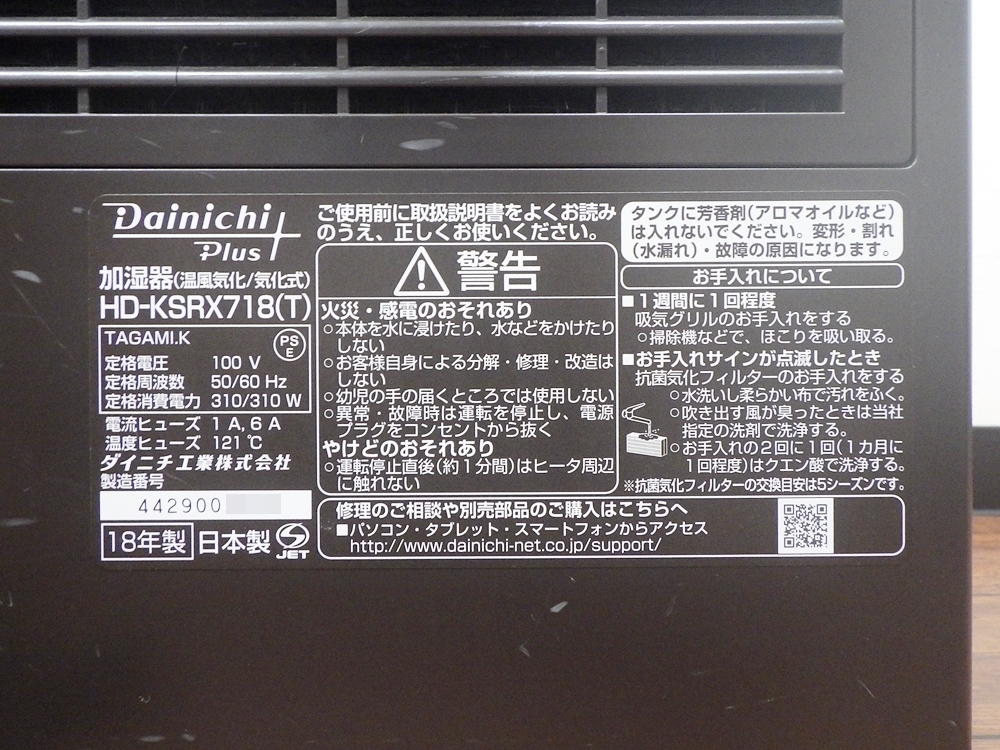 Dainichi
Plus
加湿器(温風気化/気化式)
HD-KSRX718(T)
TAGAMI.K
PS
E
定格電圧 100 V
定格周波数 50/60 Hz
定格消費電力 310/310 W
電流ヒューズ 1 A, 6 A
温度ヒューズ 121 ℃
ダイニチ工業株式会社
製造番号
442900
18年製 日本製 JET
ご使用前に取扱説明書をよくお読み
のうえ、正しくお使いください。
警告
火災・感電のおそれあり
○本体を水に浸けたり、水などをかけたり
しない
○お客様自身による分解・修理・改造は
しない
○幼児の手の届くところでは使用しない
○異常・故障時は運転を停止し、電源
プラグをコンセントから抜く
やけどのおそれあり
○運転停止直後(約1分間)はヒータ周辺
に触れない
タンクに芳香剤(アロマオイルなど)
は入れないでください。変形・割れ
(水漏れ)・故障の原因になります。
お手入れについて
■1週間に1回程度
吸気グリルのお手入れをする
○掃除機などで、ほこりを吸い取る。
■お手入れサインが点滅したとき
抗菌気化フィルターのお手入れをする
○水洗いし柔らかい布で汚れをふく。
○吹き出す風が臭ったときは当社
指定の洗剤で洗浄する。
○お手入れの2回に1回(1カ月に
1回程度)はクエン酸で洗浄する。
※抗菌気化フィルターの交換目安は5シーズンです。
修理のご相談や別売部品のご購入はこちらへ
■パソコン・タブレット・スマートフォンからアクセス
http://www.dainichi-net.co.jp/support/